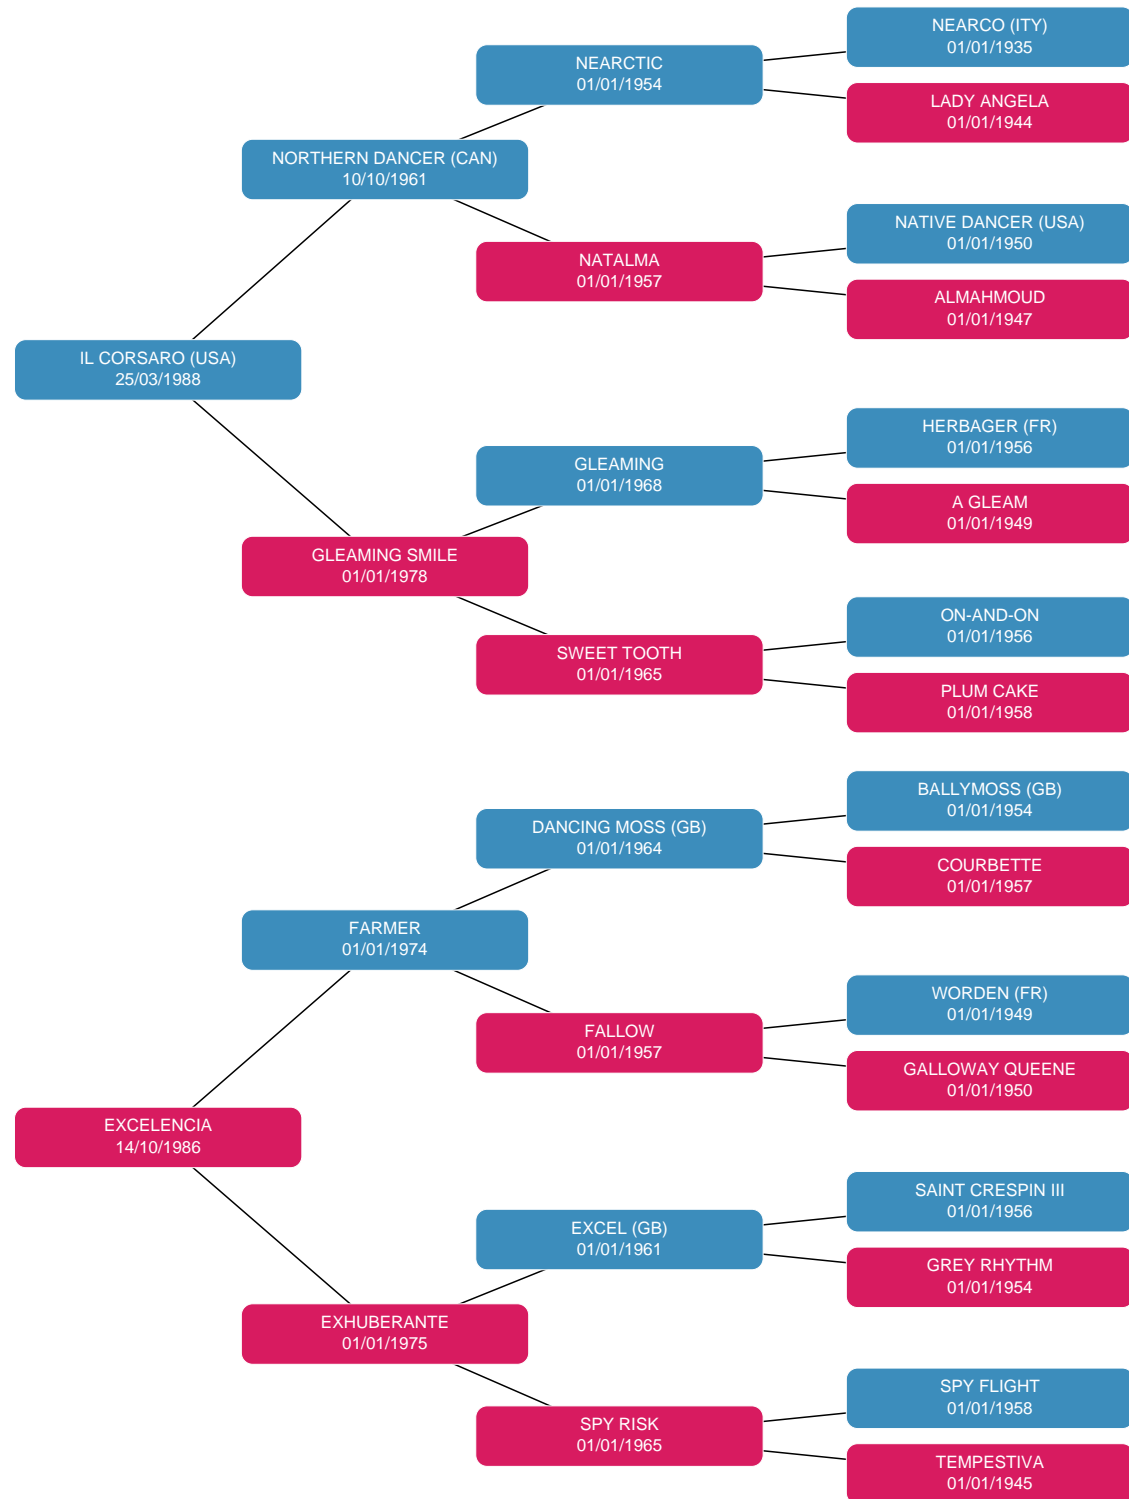 NEARCO (ITY)
01/01/1935
NEARCTIC
01/01/1954
LADY ANGELA
01/01/1944
NORTHERN DANCER (CAN)
10/10/1961
NATIVE DANCER (USA)
01/01/1950
NATALMA
01/01/1957
ALMAHMOUD
01/01/1947
IL CORSARO (USA)
25/03/1988
HERBAGER (FR)
01/01/1956
GLEAMING
01/01/1968
A GLEAM
01/01/1949
GLEAMING SMILE
01/01/1978
ON-AND-ON
01/01/1956
SWEET TOOTH
01/01/1965
PLUM CAKE
01/01/1958
BALLYMOSS (GB)
01/01/1954
DANCING MOSS (GB)
01/01/1964
COURBETTE
01/01/1957
FARMER
01/01/1974
WORDEN (FR)
01/01/1949
FALLOW
01/01/1957
GALLOWAY QUEENE
01/01/1950
EXCELENCIA
14/10/1986
SAINT CRESPIN III
01/01/1956
EXCEL (GB)
01/01/1961
GREY RHYTHM
01/01/1954
EXHUBERANTE
01/01/1975
SPY FLIGHT
01/01/1958
SPY RISK
01/01/1965
TEMPESTIVA
01/01/1945